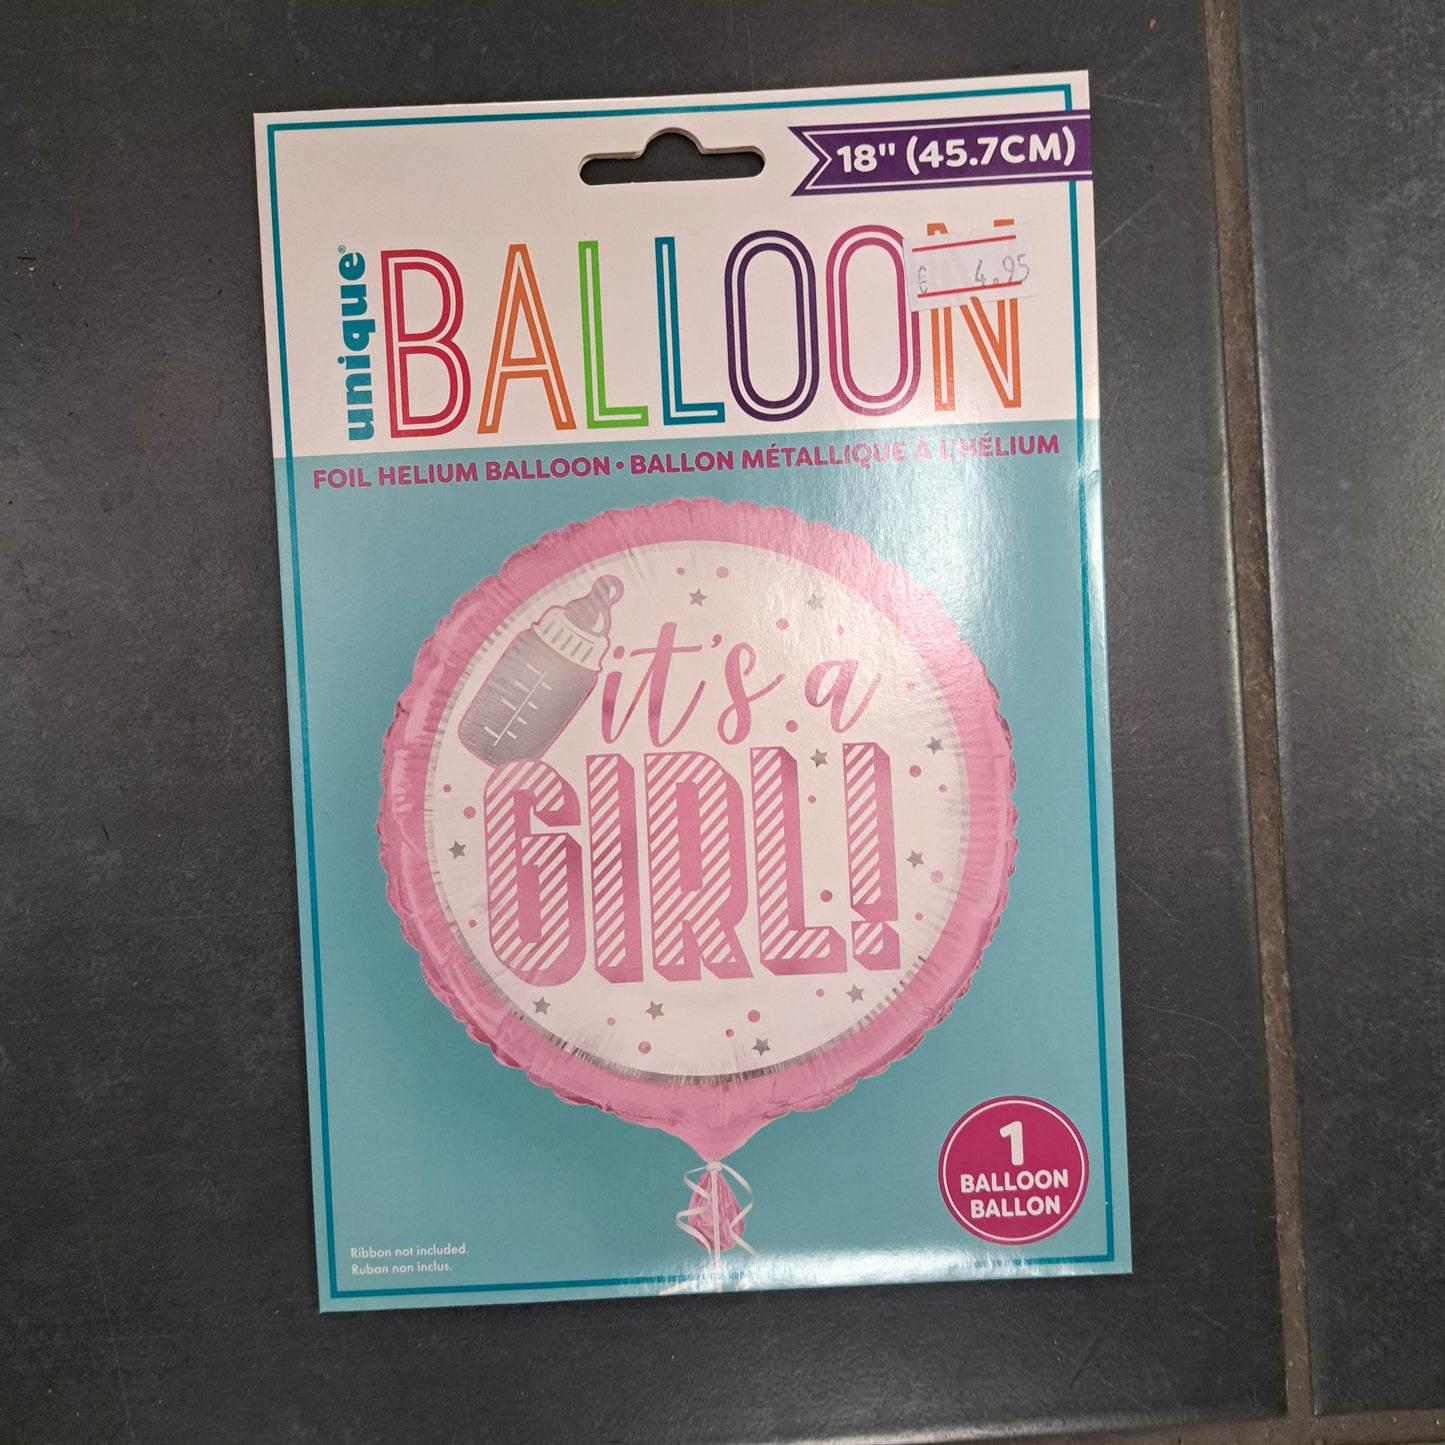 18" (45.7CM)
unique®
BALLOON
€ 4.95
FOIL HELIUM BALLOON • BALLON MÉTALLIQUE À L'HÉLIUM
it's a
GIRL!
1
BALLOON
BALLON
Ribbon not included.
Ruban non inclus.